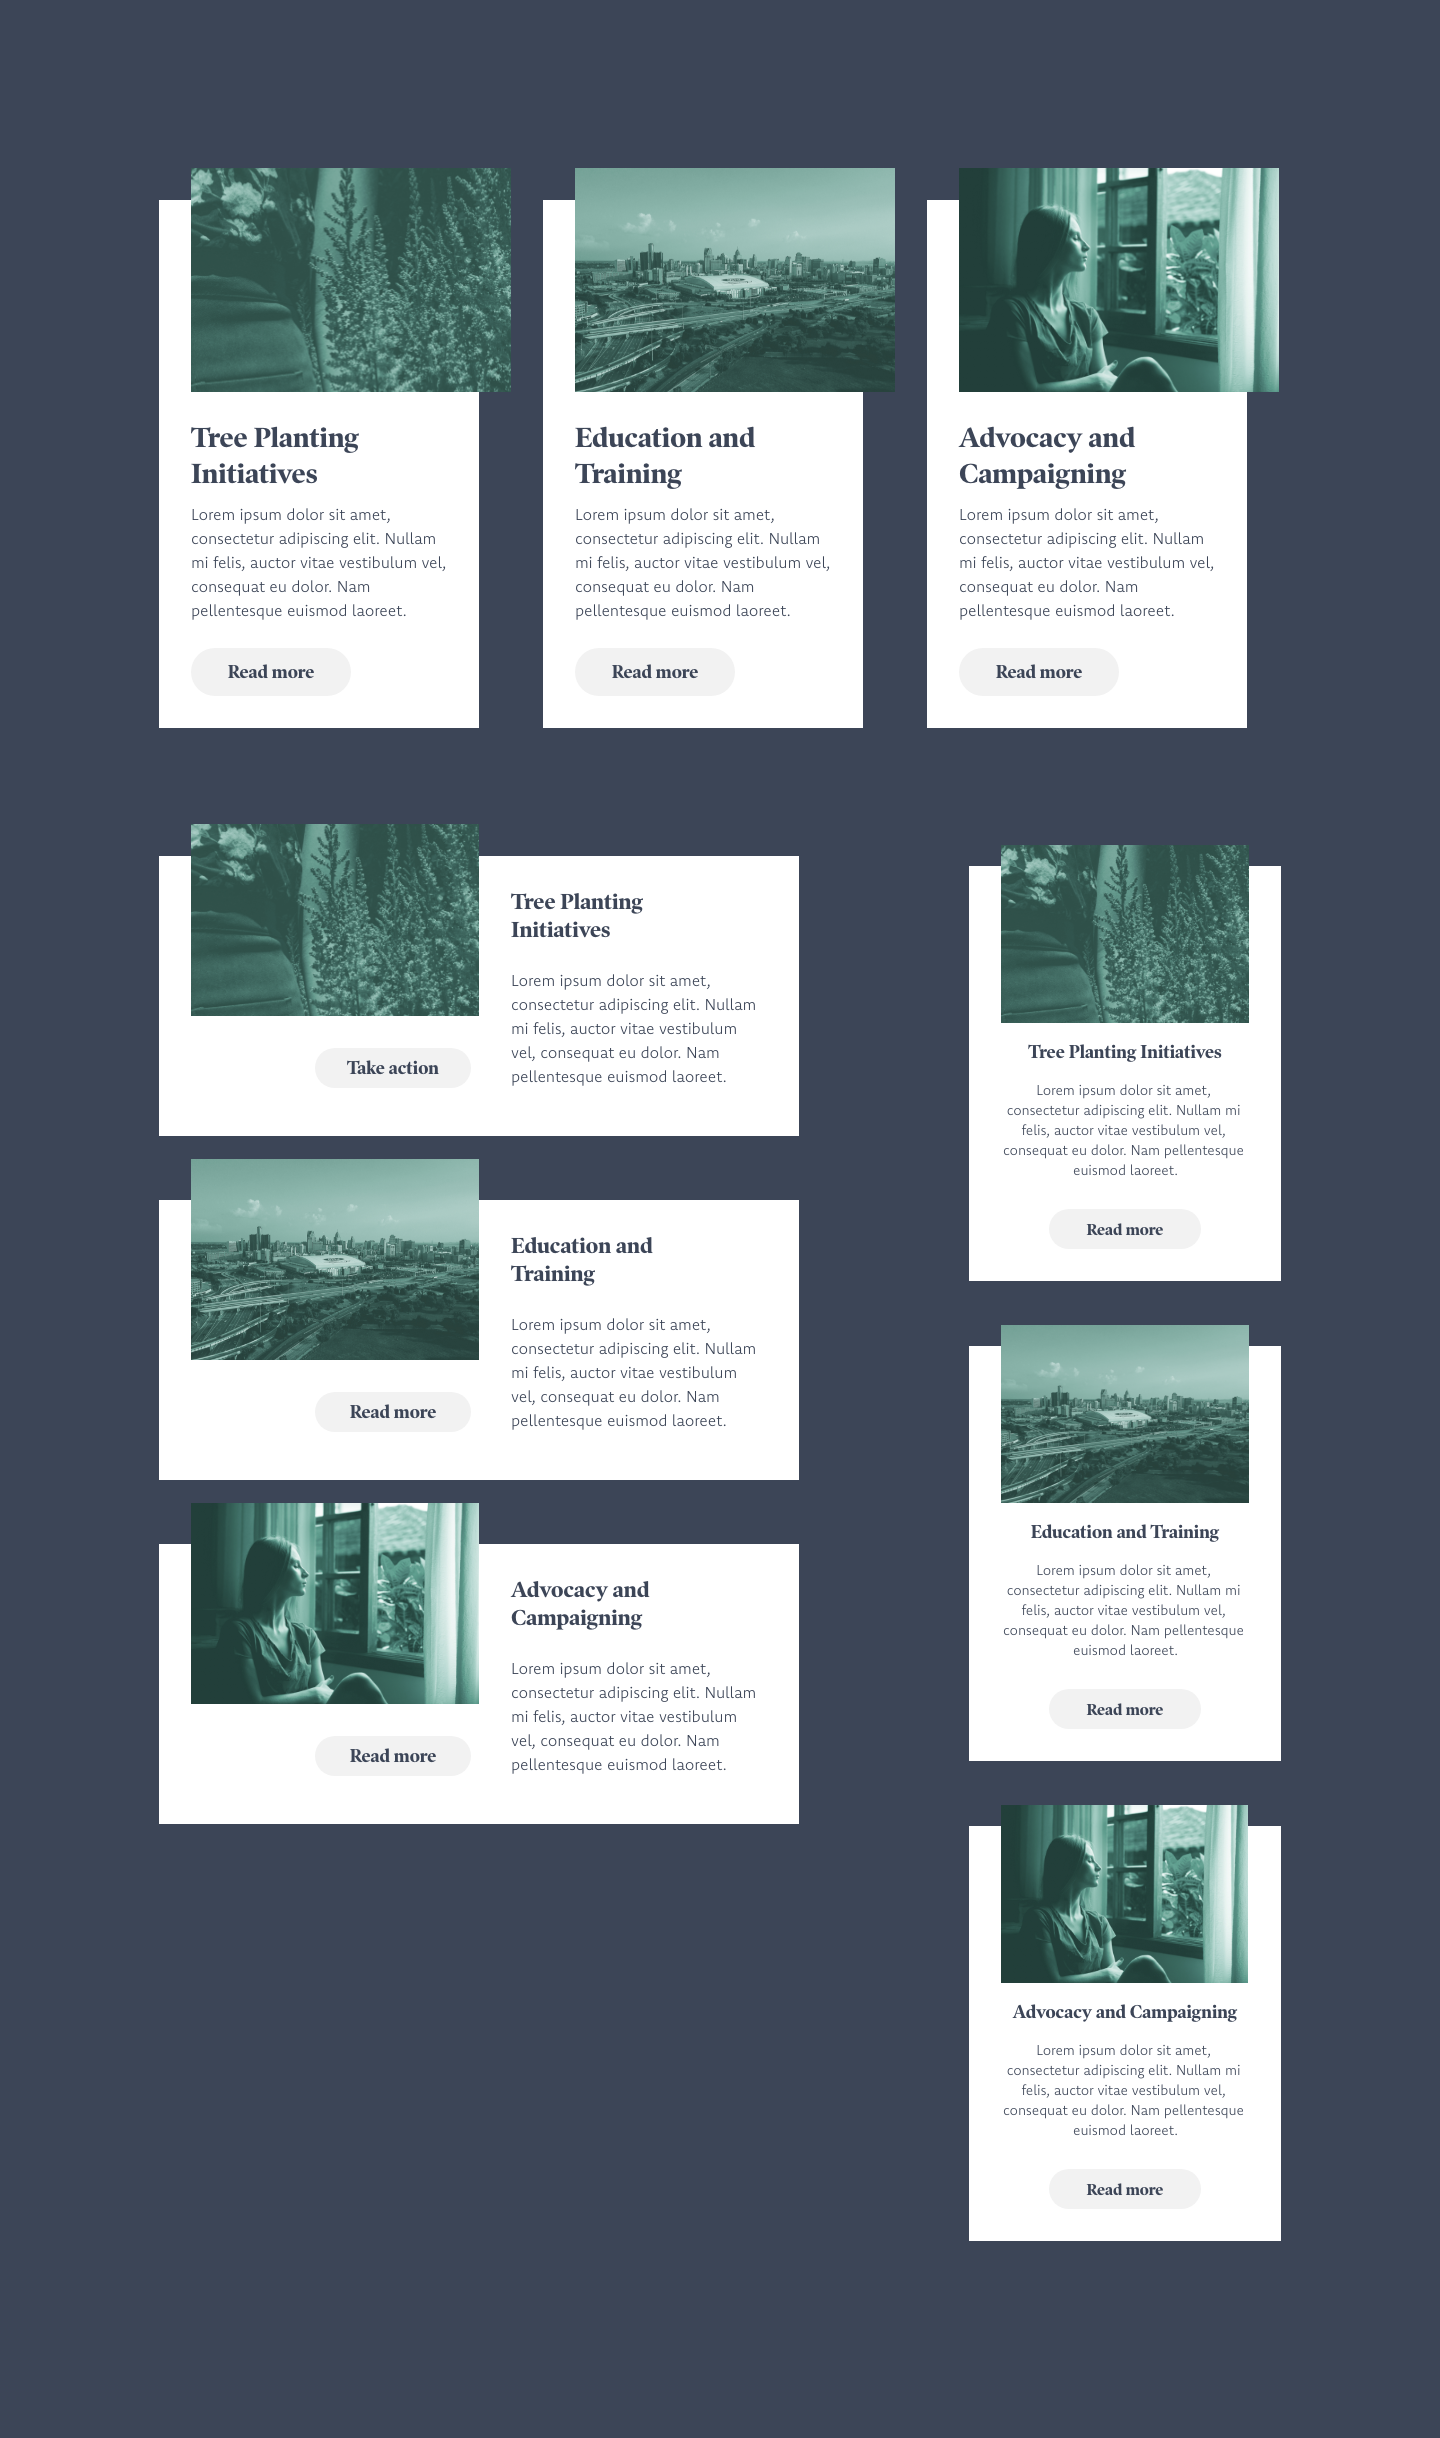 Tree Planting
Initiatives
Lorem ipsum dolor sit amet,
consectetur adipiscing elit. Nullam
mi felis, auctor vitae vestibulum vel,
consequat eu dolor. Nam
pellentesque euismod laoreet.
Read more
Education and
Training
Lorem ipsum dolor sit amet,
consectetur adipiscing elit. Nullam
mi felis, auctor vitae vestibulum vel,
consequat eu dolor. Nam
pellentesque euismod laoreet.
Read more
Advocacy and
Campaigning
Lorem ipsum dolor sit amet,
consectetur adipiscing elit. Nullam
mi felis, auctor vitae vestibulum vel,
consequat eu dolor. Nam
pellentesque euismod laoreet.
Read more
Tree Planting
Initiatives
Lorem ipsum dolor sit amet,
consectetur adipiscing elit. Nullam
mi felis, auctor vitae vestibulum
vel, consequat eu dolor. Nam
pellentesque euismod laoreet.
Take action
Education and
Training
Lorem ipsum dolor sit amet,
consectetur adipiscing elit. Nullam
mi felis, auctor vitae vestibulum
vel, consequat eu dolor. Nam
pellentesque euismod laoreet.
Read more
Advocacy and
Campaigning
Lorem ipsum dolor sit amet,
consectetur adipiscing elit. Nullam
mi felis, auctor vitae vestibulum
vel, consequat eu dolor. Nam
pellentesque euismod laoreet.
Read more
Tree Planting Initiatives
Lorem ipsum dolor sit amet,
consectetur adipiscing elit. Nullam mi
felis, auctor vitae vestibulum vel,
consequat eu dolor. Nam pellentesque
euismod laoreet.
Read more
Education and Training
Lorem ipsum dolor sit amet,
consectetur adipiscing elit. Nullam mi
felis, auctor vitae vestibulum vel,
consequat eu dolor. Nam pellentesque
euismod laoreet.
Read more
Advocacy and Campaigning
Lorem ipsum dolor sit amet,
consectetur adipiscing elit. Nullam mi
felis, auctor vitae vestibulum vel,
consequat eu dolor. Nam pellentesque
euismod laoreet.
Read more